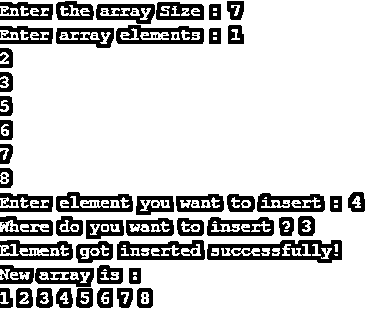 Enter the array Size : 7
Enter array elements : 1
2
3
5
6
7
8
Enter element you want to insert : 4
Where do you want to insert ? 3
Element got inserted successfully!
New array is :
1 2 3 4 5 6 7 8